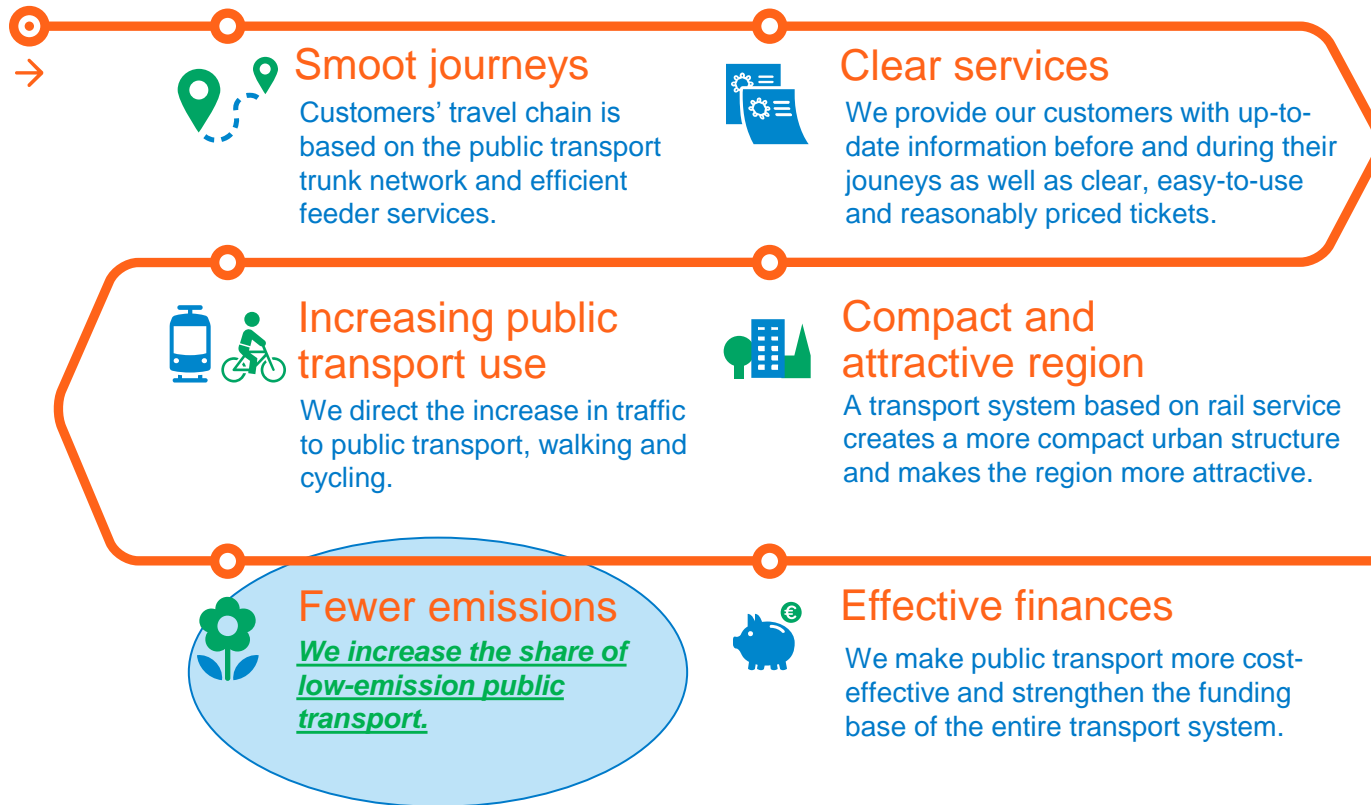 Smoot journeys
Customers' travel chain is
based on the public transport
trunk network and efficient
feeder services.
Clear services
We provide our customers with up-to-
date information before and during their
jouneys as well as clear, easy-to-use
and reasonably priced tickets.
Increasing public
transport use
We direct the increase in traffic
to public transport, walking and
cycling.
Compact and
attractive region
A transport system based on rail service
creates a more compact urban structure
and makes the region more attractive.
Fewer emissions
We increase the share of
low-emission public
transport.
€
Effective finances
We make public transport more cost-
effective and strengthen the funding
base of the entire transport system.